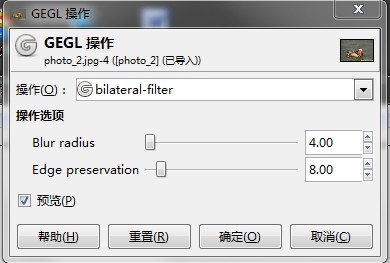 GEGL 操作
GEGL 操作
photo_2.jpg-4 ([photo_2] (已导入))
操作(O)： bilateral-filter
操作选项
Blur radius 4.00
Edge preservation 8.00
预览(P)
帮助(H) 重置(R) 确定(O) 取消(C)